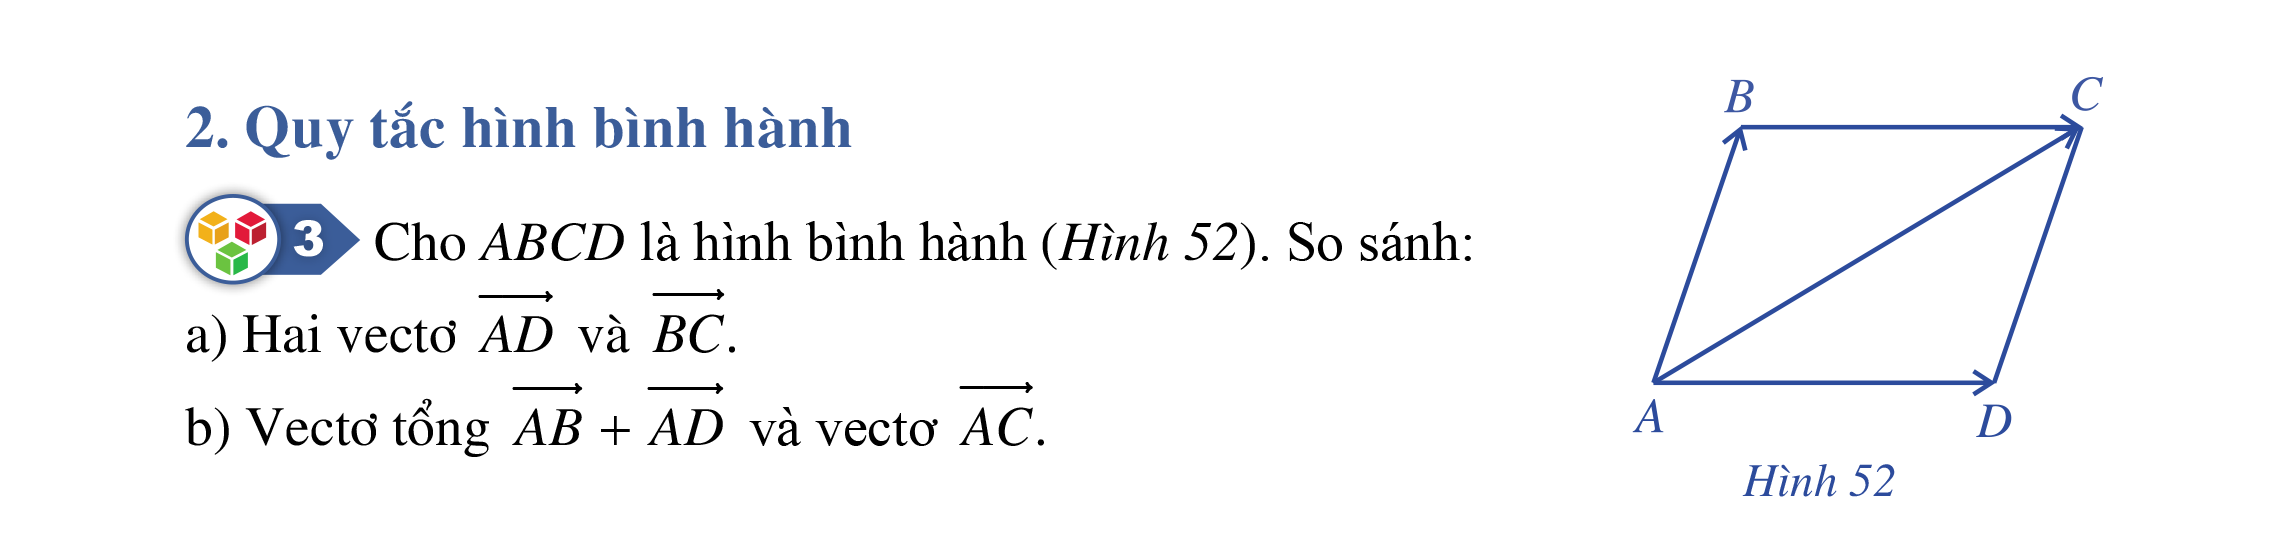 2. Quy tắc hình bình hành
3 Cho ABCD là hình bình hành (Hình 52). So sánh:
a) Hai vectơ AD và BC.
b) Vectơ tổng AB + AD và vectơ AC.
B
C
A
D
Hình 52